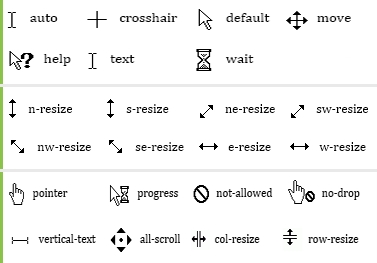 auto crosshair default move
help text wait
n-resize s-resize ne-resize sw-resize
nw-resize se-resize e-resize w-resize
pointer progress not-allowed no-drop
vertical-text all-scroll col-resize row-resize